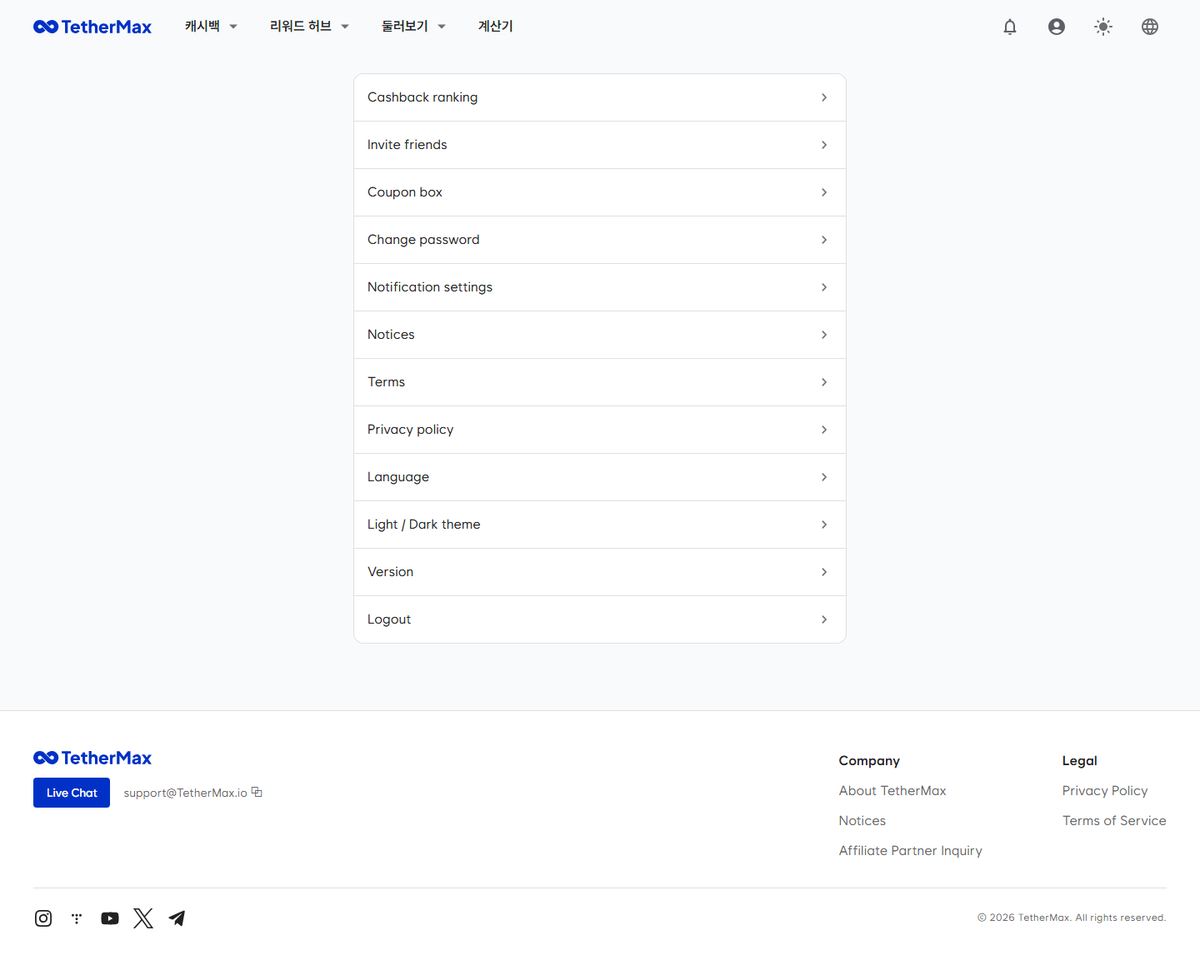 TetherMax
캐시백
리워드 허브
둘러보기
계산기
Cashback ranking
Invite friends
Coupon box
Change password
Notification settings
Notices
Terms
Privacy policy
Language
Light / Dark theme
Version
Logout
TetherMax
Live Chat
support@TetherMax.io
Company
About TetherMax
Notices
Affiliate Partner Inquiry
Legal
Privacy Policy
Terms of Service
© 2026 TetherMax. All rights reserved.